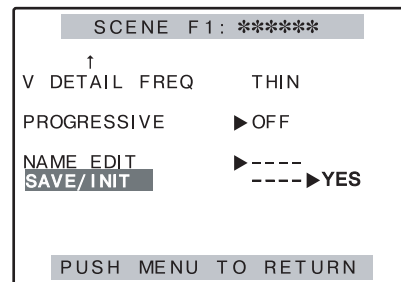 SCENE F1: ******
↑
V DETAIL FREQ THIN
PROGRESSIVE ▶OFF
NAME EDIT ▶----
SAVE/INIT ----▶YES
PUSH MENU TO RETURN